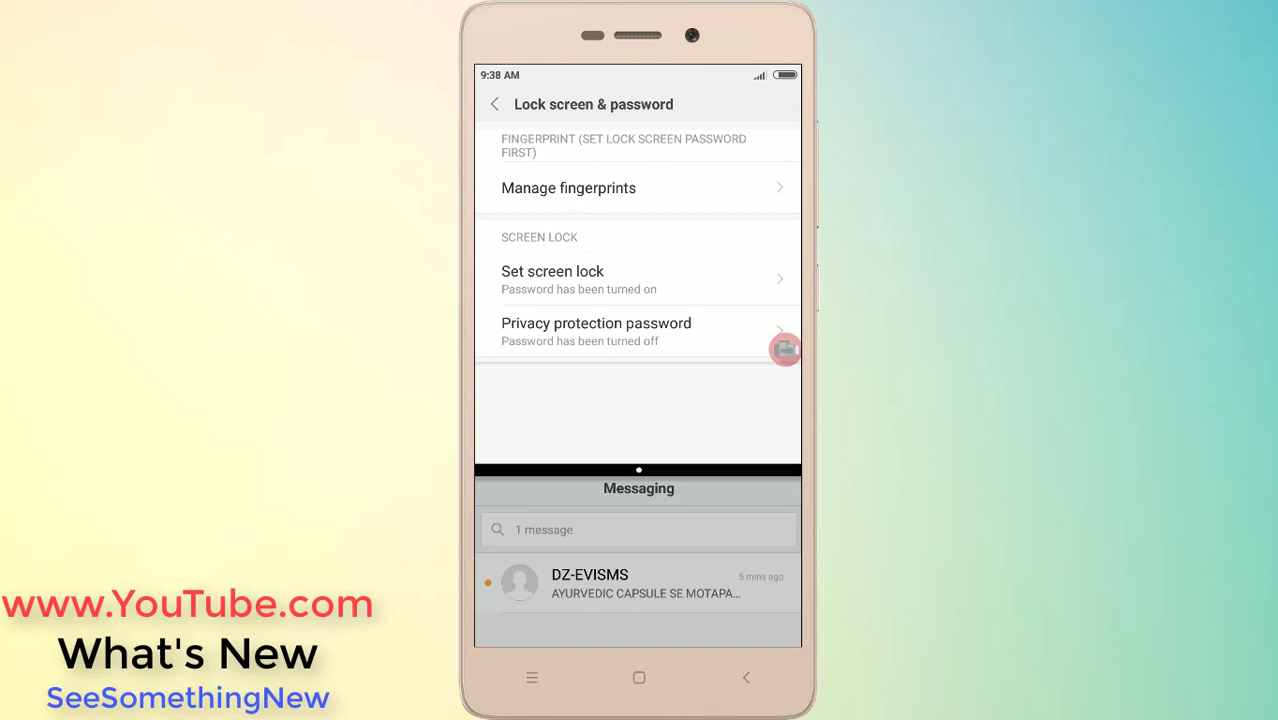 9:38 AM
Lock screen & password
FINGERPRINT (SET LOCK SCREEN PASSWORD
FIRST)
Manage fingerprints
SCREEN LOCK
Set screen lock
Password has been turned on
Privacy protection password
Password has been turned off
Messaging
1 message
DZ-EVISMS
5 mins ago
AYURVEDIC CAPSULE SE MOTAPA...
www.YouTube.com
What's New
SeeSomethingNew